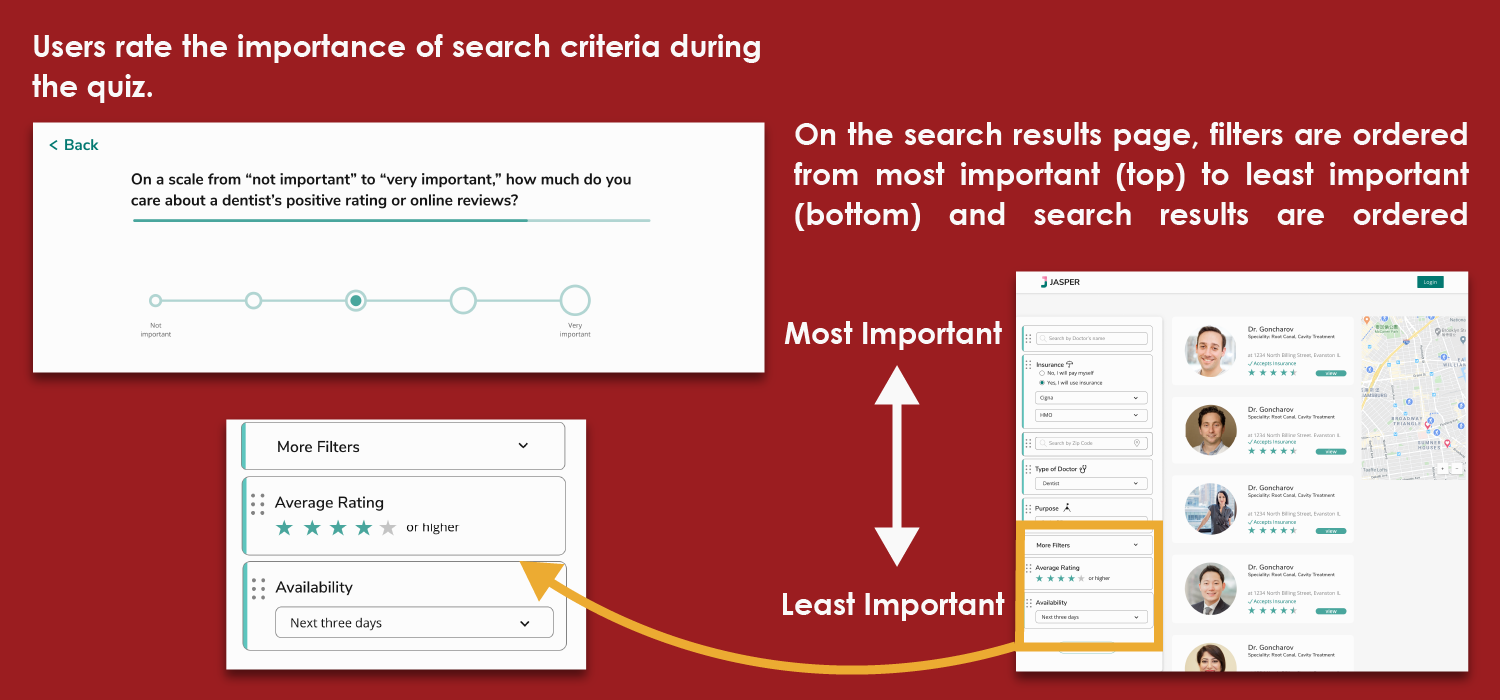 Users rate the importance of search criteria during
the quiz.
< Back
On a scale from “not important” to “very important,” how much do you
care about a dentist’s positive rating or online reviews?
Not
important
Very
important
On the search results page, filters are ordered
from most important (top) to least important
(bottom) and search results are ordered
Most Important
Least Important
More Filters
Average Rating
or higher
Availability
Next three days
JASPER
Login
Search by Doctor's name
Insurance
No, I will pay myself
Yes, I will use insurance
Cigna
HMO
Search by Zip Code
Type of Doctor
Dentist
Purpose
More Filters
Average Rating
or higher
Availability
Next three days
Dr. Goncharov
Speciality: Root Canal, Cavity Treatment
at 1234 North Billing Street, Evanston IL
Accepts Insurance
view
Dr. Goncharov
Speciality: Root Canal, Cavity Treatment
at 1234 North Billing Street, Evanston IL
Accepts Insurance
view
Dr. Goncharov
Speciality: Root Canal, Cavity Treatment
at 1234 North Billing Street, Evanston IL
Accepts Insurance
view
Dr. Goncharov
Speciality: Root Canal, Cavity Treatment
at 1234 North Billing Street, Evanston IL
Accepts Insurance
view
Dr. Goncharov
Speciality: Root Canal, Cavity Treatment
BROADWAY
TRIANGLE
SUMNER
HOUSES